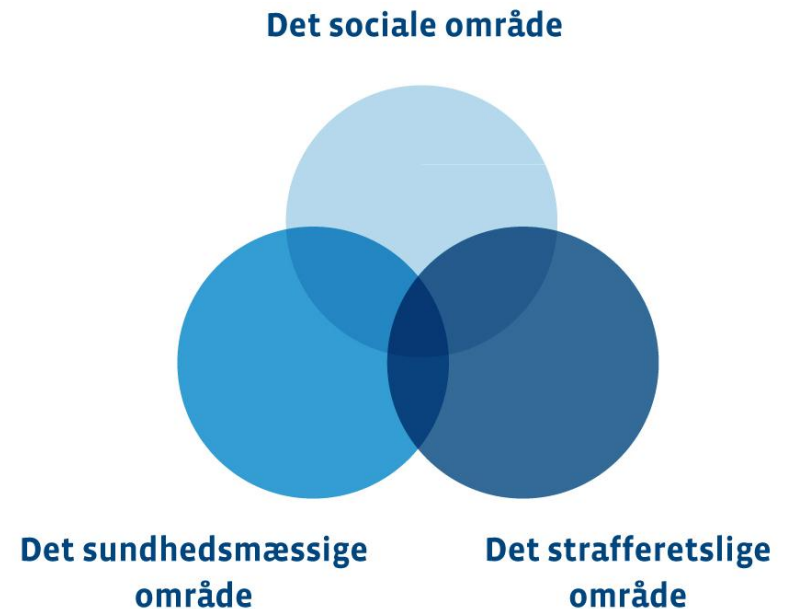 Det sociale område
Det sundhedsmæssige
område
Det strafferetslige
område